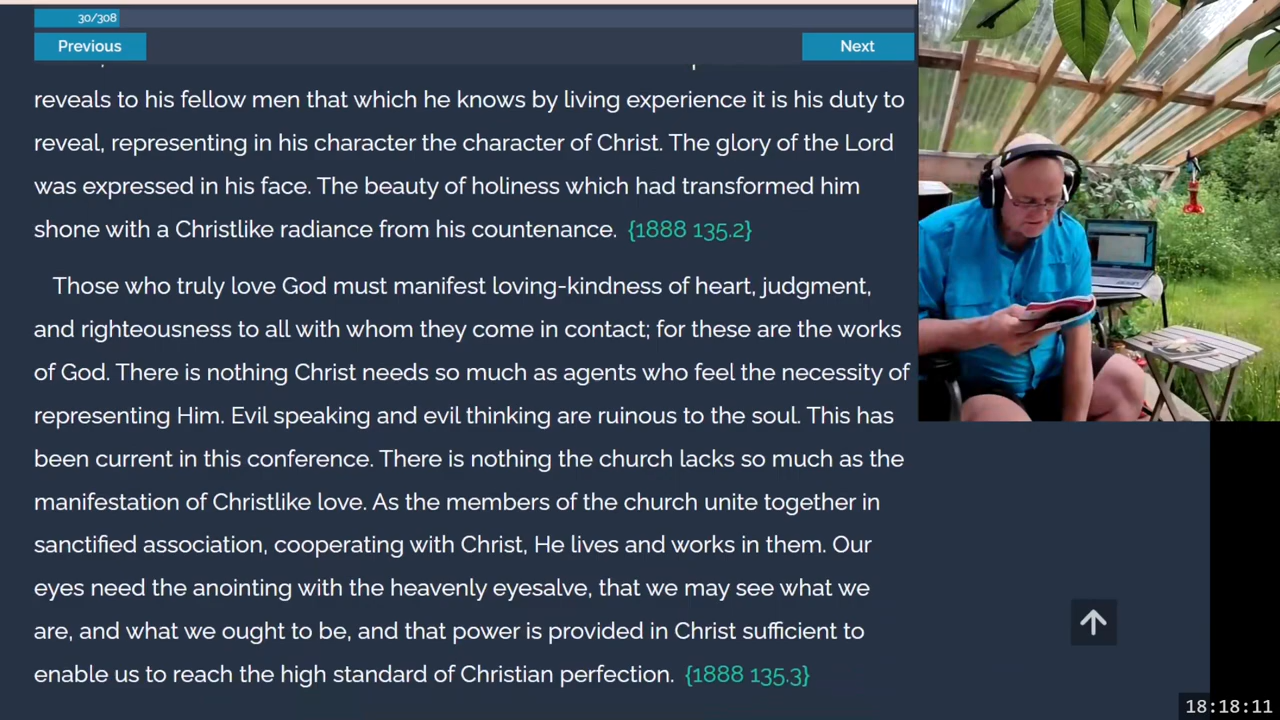 30/308
Previous
Next
reveals to his fellow men that which he knows by living experience it is his duty to
reveal, representing in his character the character of Christ. The glory of the Lord
was expressed in his face. The beauty of holiness which had transformed him
shone with a Christlike radiance from his countenance. {1888 135.2}
Those who truly love God must manifest loving-kindness of heart, judgment,
and righteousness to all with whom they come in contact; for these are the works
of God. There is nothing Christ needs so much as agents who feel the necessity of
representing Him. Evil speaking and evil thinking are ruinous to the soul. This has
been current in this conference. There is nothing the church lacks so much as the
manifestation of Christlike love. As the members of the church unite together in
sanctified association, cooperating with Christ, He lives and works in them. Our
eyes need the anointing with the heavenly eyesalve, that we may see what we
are, and what we ought to be, and that power is provided in Christ sufficient to
enable us to reach the high standard of Christian perfection. {1888 135.3}
18:18:11